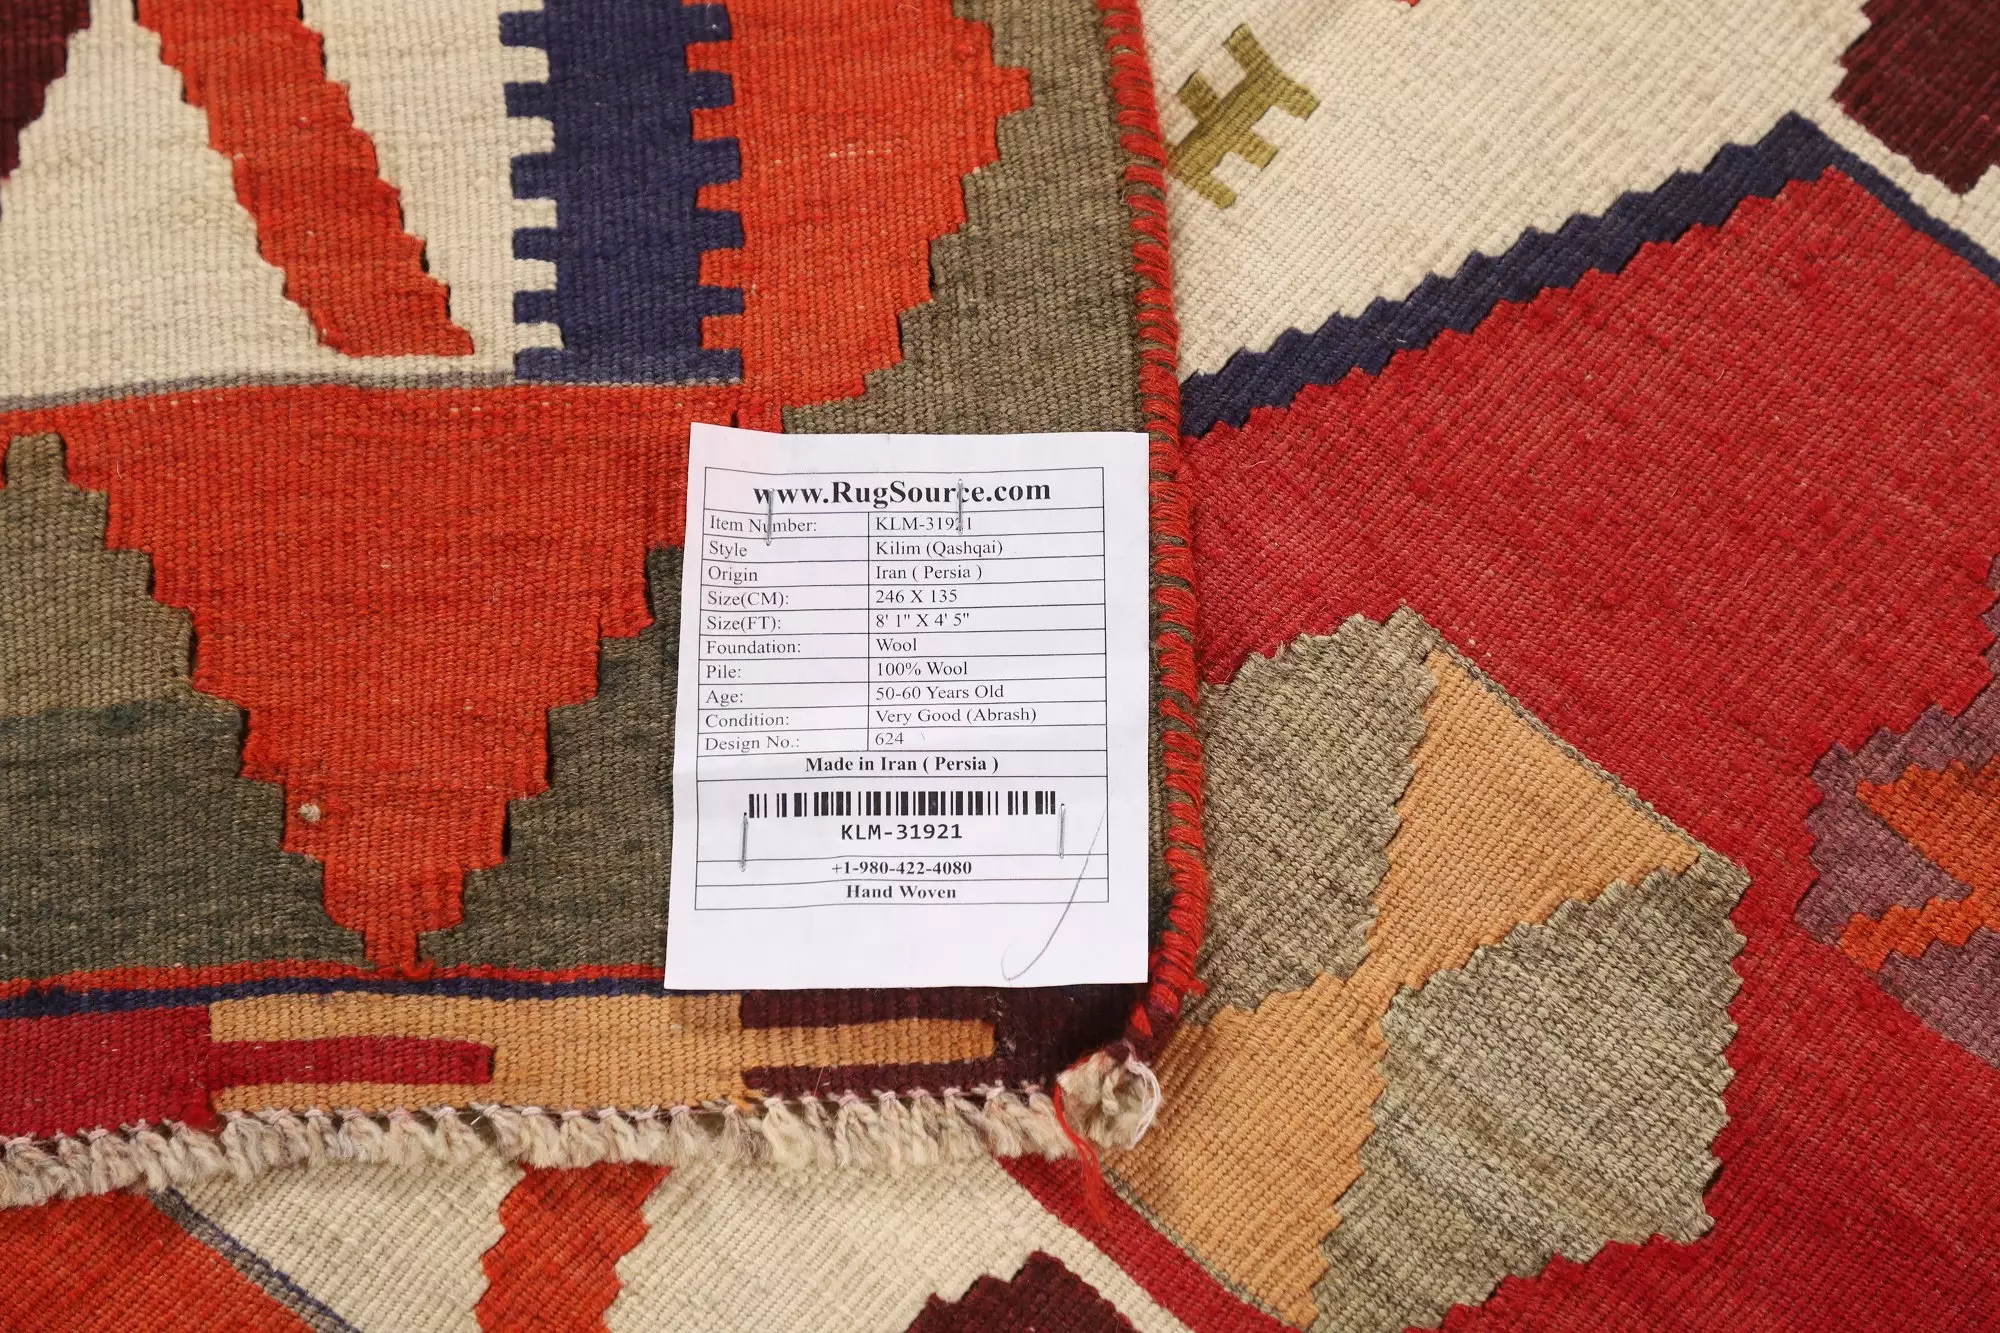 www.RugSource.com
Item Number: KLM-31921
Style Kilim (Qashqai)
Origin Iran ( Persia )
Size(CM): 246 X 135
Size(FT): 8' 1" X 4' 5"
Foundation: Wool
Pile: 100% Wool
Age: 50-60 Years Old
Condition: Very Good (Abrash)
Design No.: 624
Made in Iran ( Persia )
KLM-31921
+1-980-422-4080
Hand Woven